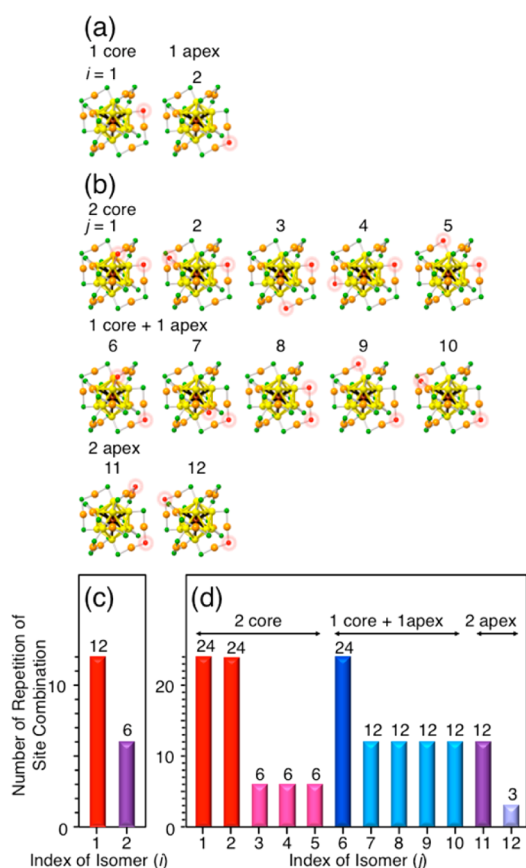 (a)
1 core 1 apex
i = 1 2
(b)
2 core
j = 1 2 3 4 5
1 core + 1 apex
6 7 8 9 10
2 apex
11 12
(c) (d)
2 core 1 core + 1apex 2 apex
Number of Repetition of
Site Combination
12 6
24 24 6 6 6 24 12 12 12 12 12 3
10
0
20
10
0
1 2
1 2 3 4 5 6 7 8 9 10 11 12
Index of Isomer (i) Index of Isomer (j)